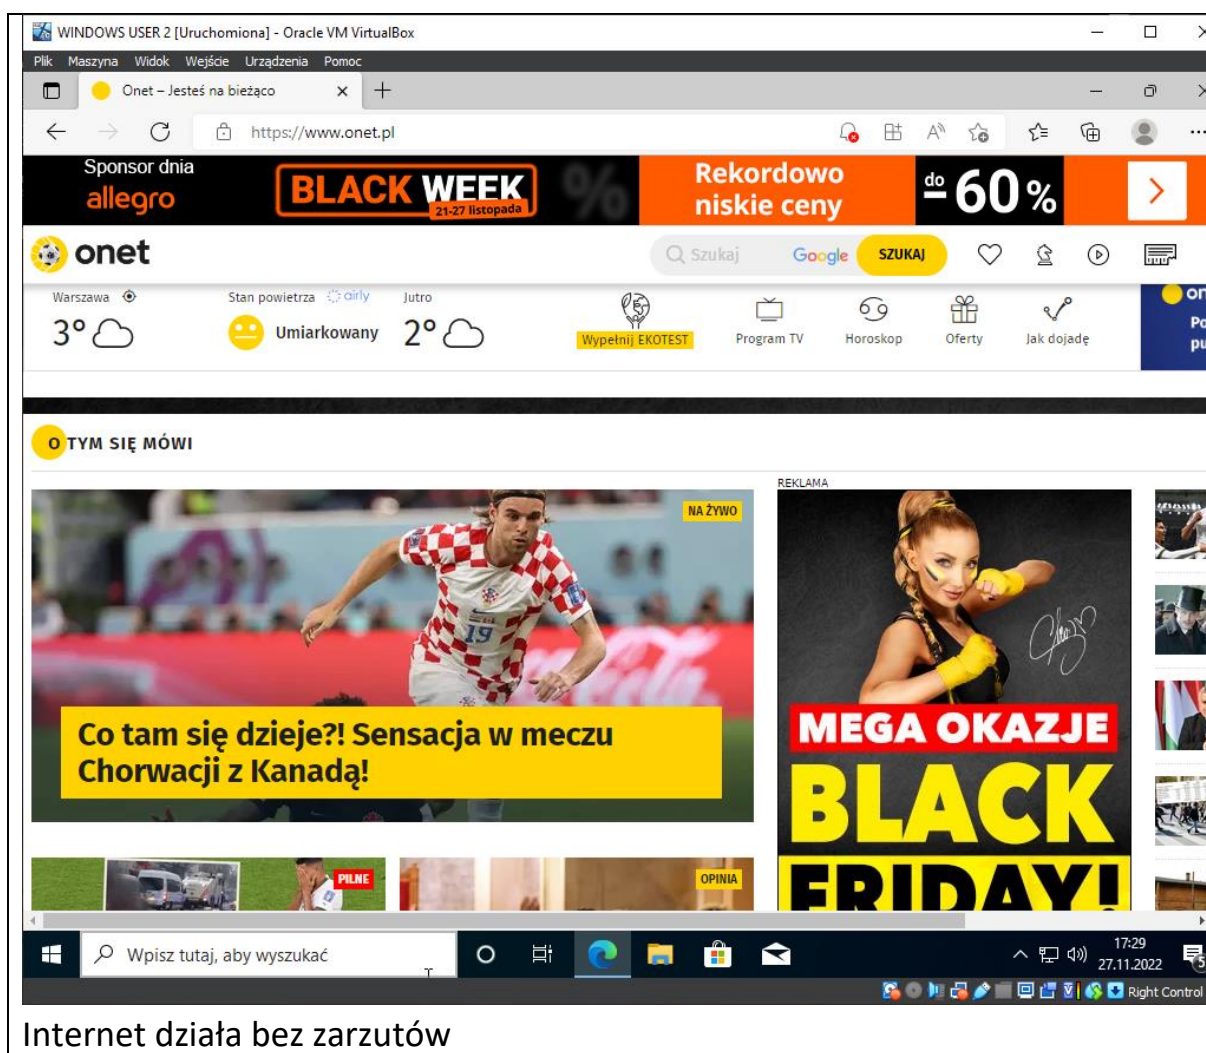 WINDOWS USER 2 [Uruchomiona] - Oracle VM VirtualBox
Plik Maszyna Widok Wejście Urządzenia Pomoc
Onet – Jesteś na bieżąco
https://www.onet.pl
Sponsor dnia
allegro
BLACK WEEK
21-27 listopada
%
Rekordowo
niskie ceny
do
- 60%
onet
Szukaj Google SZUKAJ
Warszawa
3°
Stan powietrza airly
Umiarkowany
Jutro
2°
Wypełnij EKOTEST
Program TV
Horoskop
Oferty
Jak dojadę
O TYM SIĘ MÓWI
NA ŻYWO
19
Co tam się dzieje?! Sensacja w meczu
Chorwacji z Kanadą!
REKLAMA
MEGA OKAZJE
BLACK
FRIDAY!
PILNE
OPINIA
Wpisz tutaj, aby wyszukać
17:29
27.11.2022
5
Right Control
Internet działa bez zarzutów